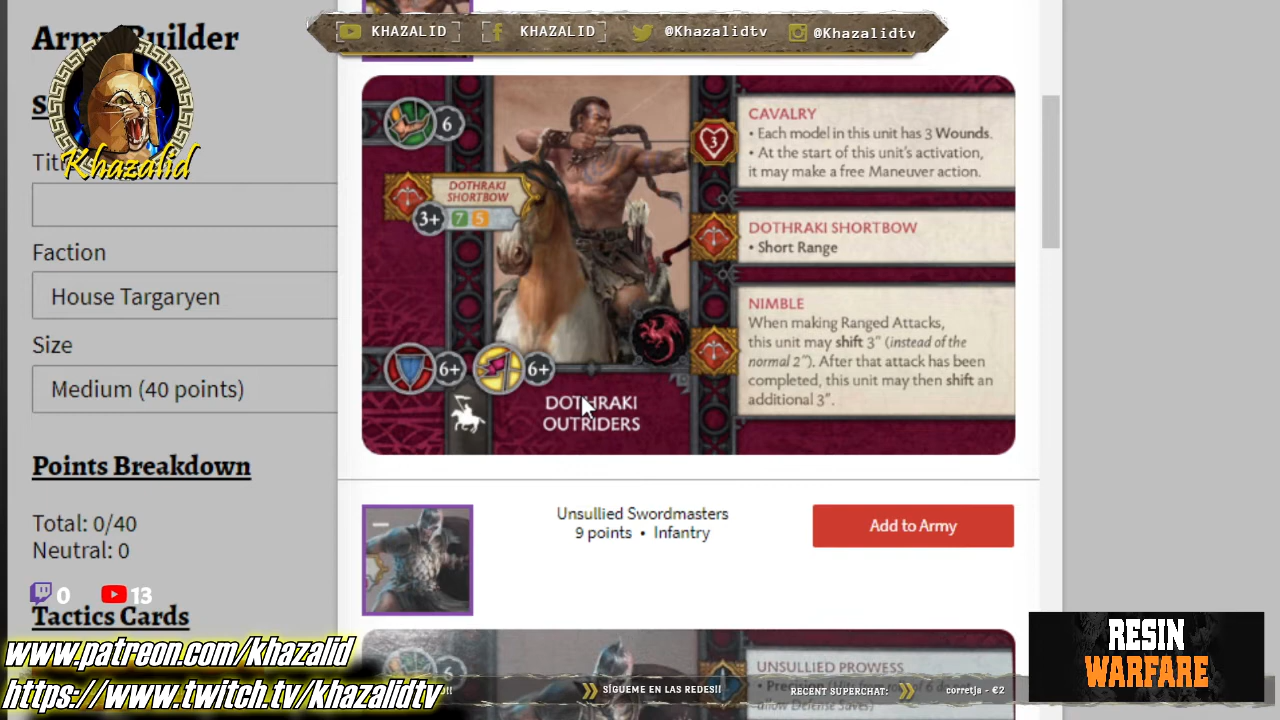 Army Builder
KHAZALID
KHAZALID
@Khazalidtv
@Khazalidtv
Khazalid
Faction
House Targaryen
Size
Medium (40 points)
Points Breakdown
Total: 0/40
Neutral: 0
0
13
Tactics Cards
www.patreon.com/khazalid
https://www.twitch.tv/khazalidtv
6
DOTHRAKI
SHORTBOW
3+
7 5
6+
6+
DOTHRAKI
OUTRIDERS
3
CAVALRY
• Each model in this unit has 3 Wounds.
• At the start of this unit's activation,
it may make a free Maneuver action.
DOTHRAKI SHORTBOW
• Short Range
NIMBLE
When making Ranged Attacks,
this unit may shift 3" (instead of the
normal 2"). After that attack has been
completed, this unit may then shift an
additional 3".
Unsullied Swordmasters
9 points • Infantry
Add to Army
6
UNSULLIED PROWESS
SÍGUEME EN LAS REDES!!
RECENT SUPERCHAT:
corretja - €2
RESIN
WARFARE